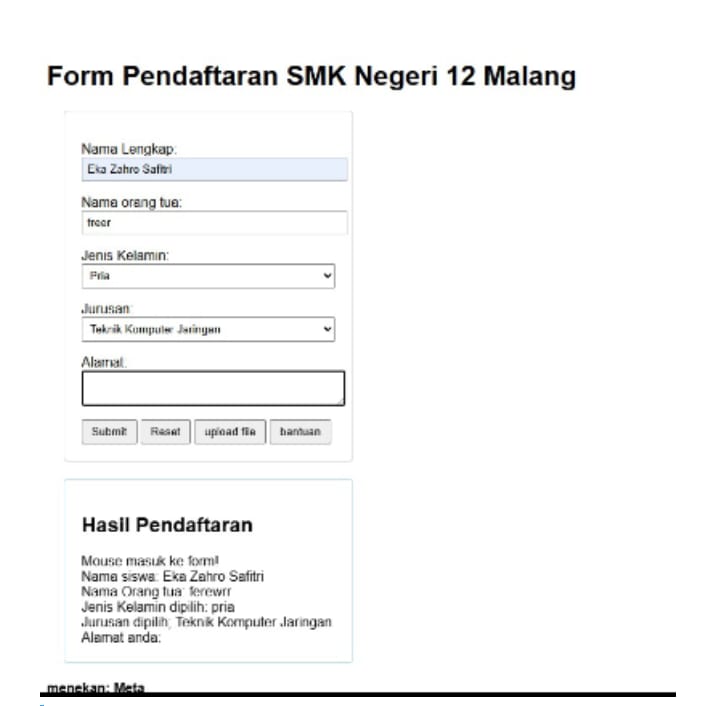 Form Pendaftaran SMK Negeri 12 Malang
Nama Lengkap:
Eka Zahro Safitri
Nama orang tua:
freer
Jenis Kelamin:
Pria
Jurusan:
Teknik Komputer Jaringan
Alamat:
Submit Reset upload file bantuan
Hasil Pendaftaran
Mouse masuk ke form!
Nama siswa: Eka Zahro Safitri
Nama Orang tua: ferewrr
Jenis Kelamin dipilih: pria
Jurusan dipilih: Teknik Komputer Jaringan
Alamat anda:
menekan: Meta